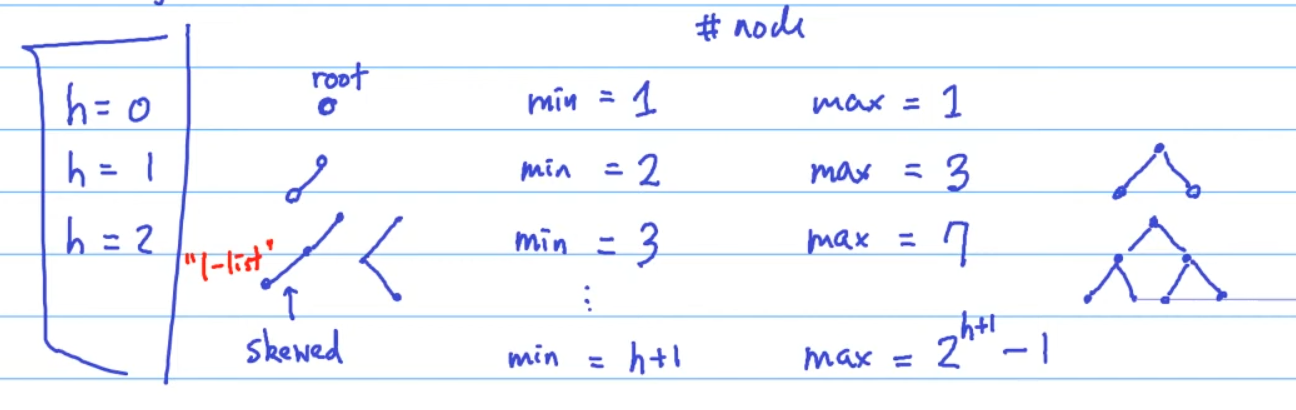 # node
root
h = 0 min = 1 max = 1
h = 1 min = 2 max = 3
h = 2 min = 3 max = 7
"l-list"
⋮
skewed min = h+1 max = 2^{h+1} - 1